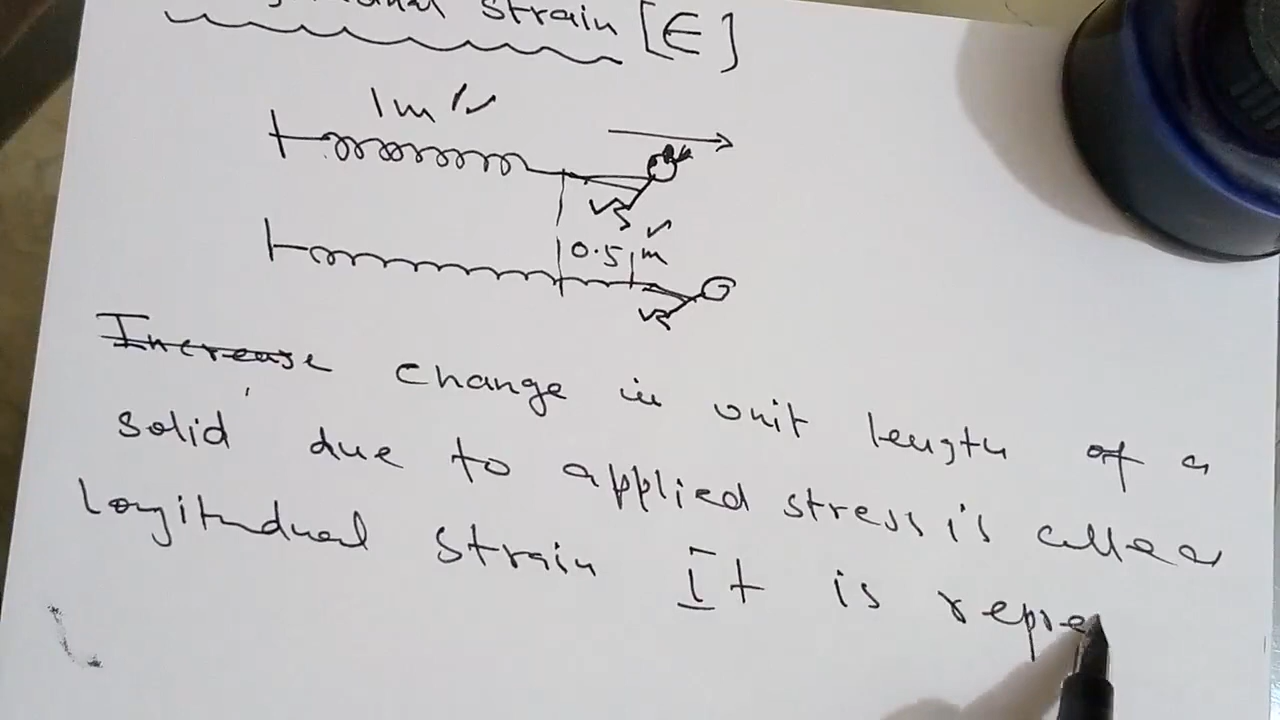 strain [∈]
1m
0.5 m
Increase change in unit length of a
solid due to applied stress is called
longitudual strain It is repre